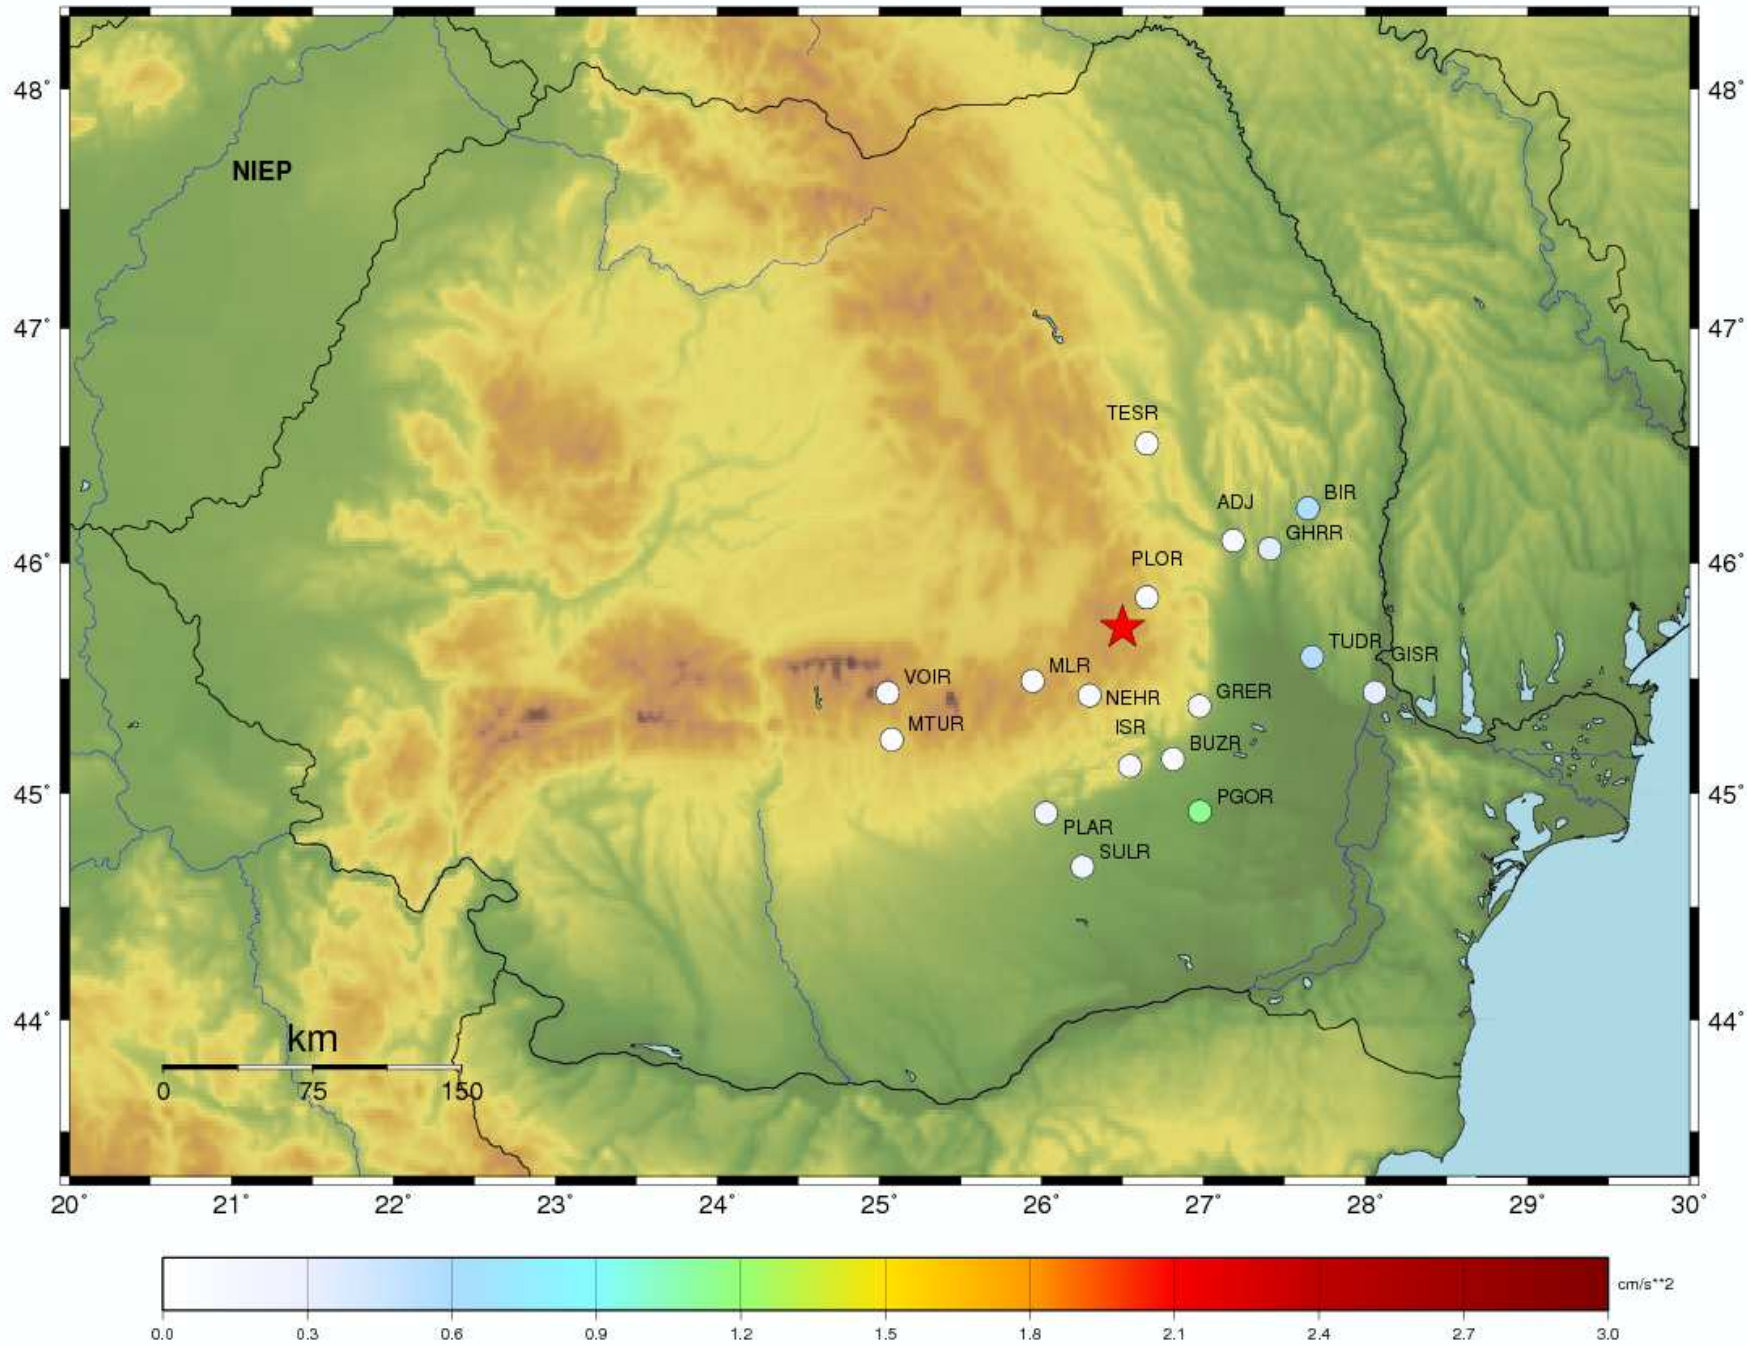 48° 48°
NIEP
47° 47°
TESR
ADJ BIR
GHRR
46° PLOR 46°
TUDR GISR
VOIR MLR
NEHR GRER
MTUR ISR
BUZR
45° PGOR 45°
PLAR
SULR
44° 44°
km
0 75 150
20° 21° 22° 23° 24° 25° 26° 27° 28° 29° 30°
cm/s**2
0.0 0.3 0.6 0.9 1.2 1.5 1.8 2.1 2.4 2.7 3.0